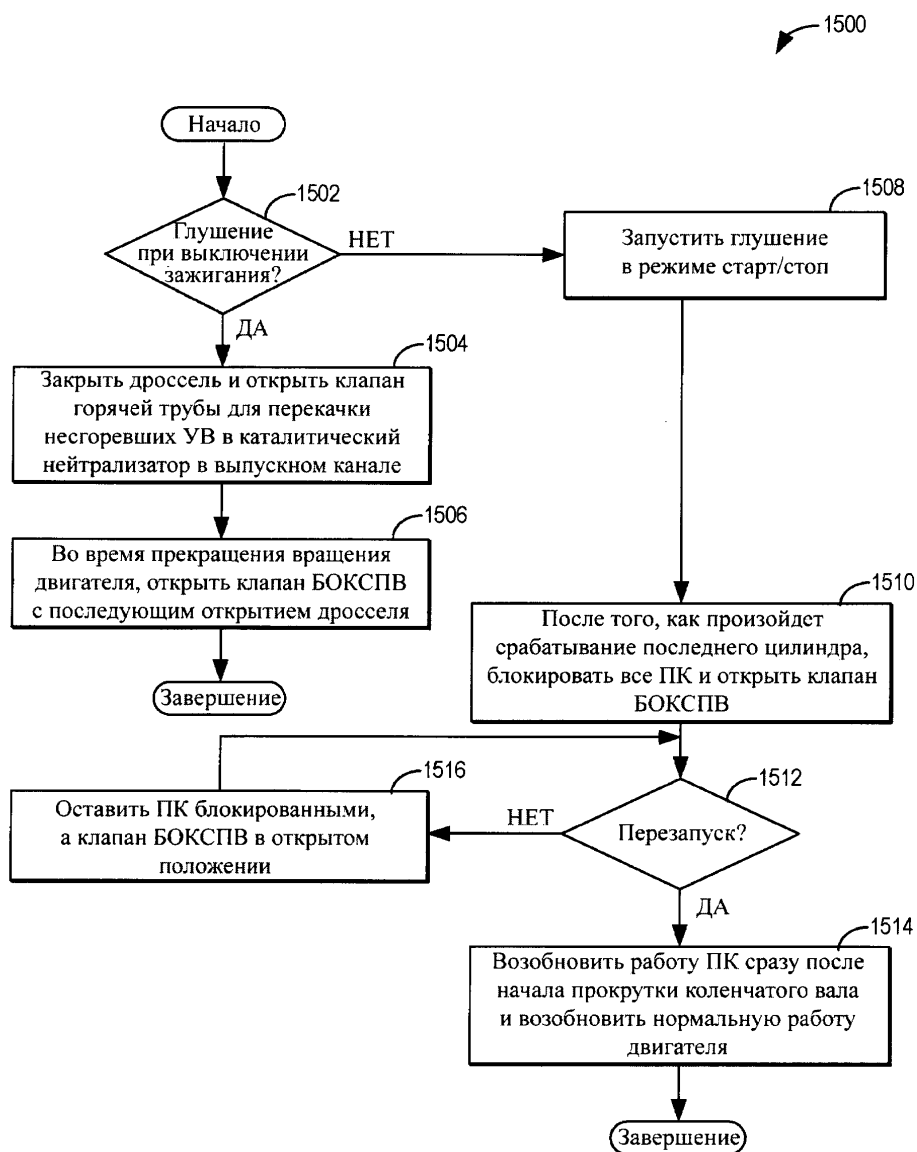 1500
Начало
1502
Глушение
при выключении
зажигания?
НЕТ
ДА
1508
Запустить глушение
в режиме старт/стоп
1504
Закрыть дроссель и открыть клапан
горячей трубы для перекачки
несгоревших УВ в каталитический
нейтрализатор в выпускном канале
1506
Во время прекращения вращения
двигателя, открыть клапан БОКСПВ
с последующим открытием дросселя
Завершение
1510
После того, как произойдет
срабатывание последнего цилиндра,
блокировать все ПК и открыть клапан
БОКСПВ
1512
Перезапуск?
НЕТ
1516
Оставить ПК блокированными,
а клапан БОКСПВ в открытом
положении
ДА
1514
Возобновить работу ПК сразу после
начала прокрутки коленчатого вала
и возобновить нормальную работу
двигателя
Завершение